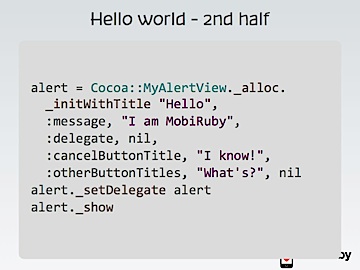 Hello world - 2nd half
alert = Cocoa::MyAlertView._alloc.
_initWithTitle "Hello",
:message, "I am MobiRuby",
:delegate, nil,
:cancelButtonTitle, "I know!",
:otherButtonTitles, "What's?", nil
alert._setDelegate alert
alert._show
by